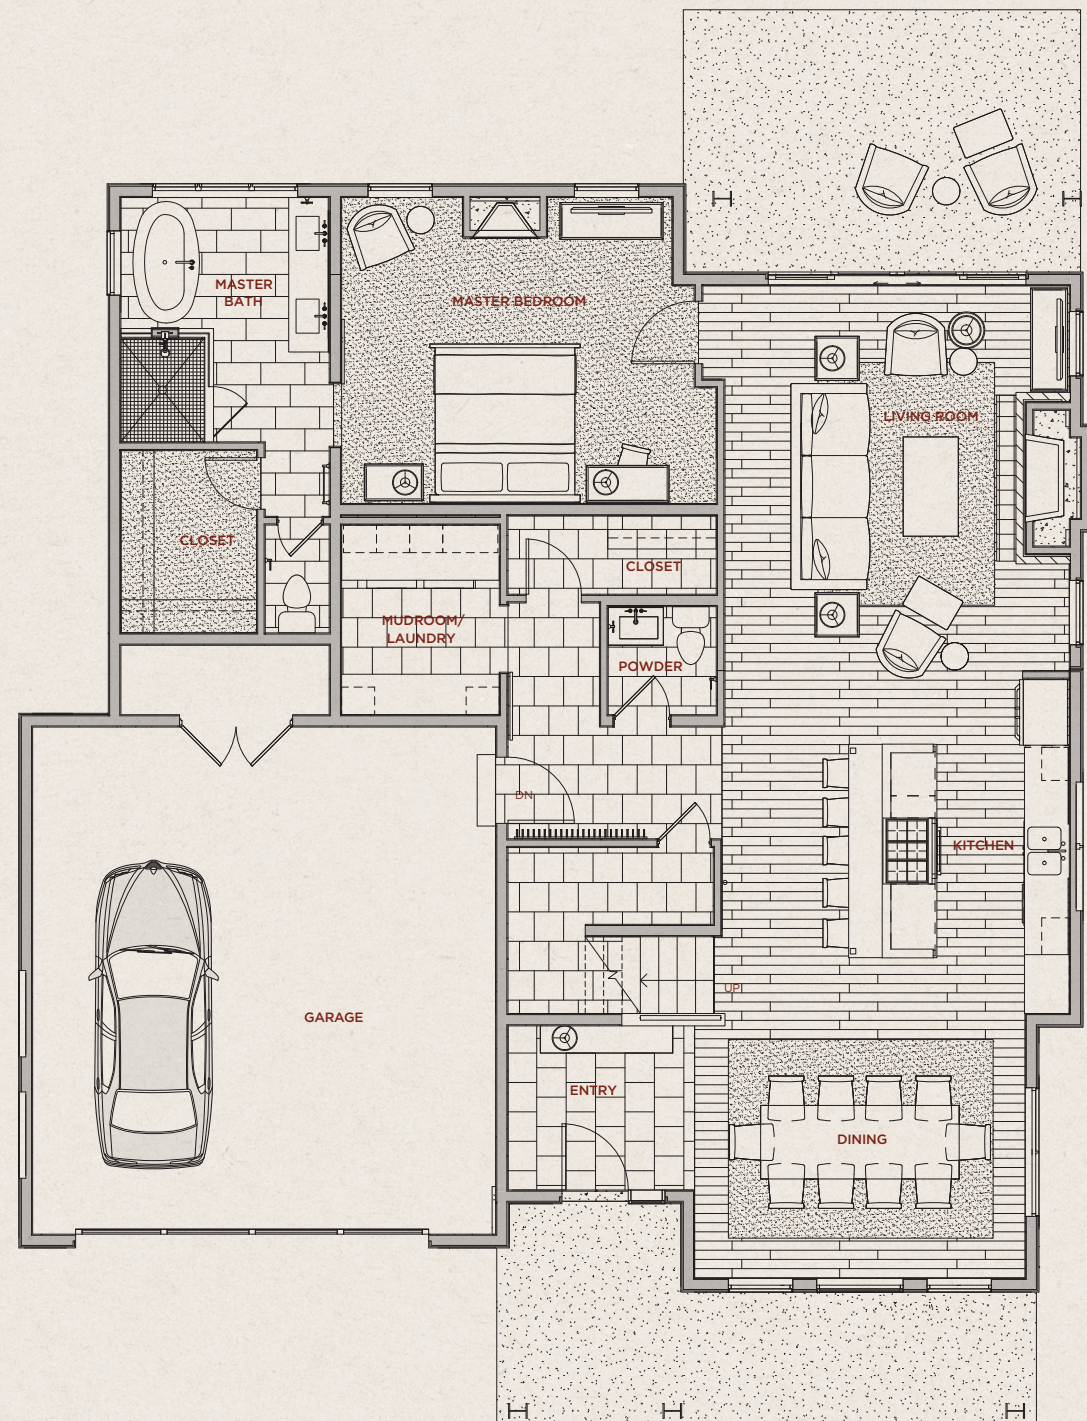 MASTER
BATH
MASTER BEDROOM
LIVING ROOM
CLOSET
CLOSET
MUDROOM/
LAUNDRY
POWDER
DN
KITCHEN
UP
GARAGE
ENTRY
DINING